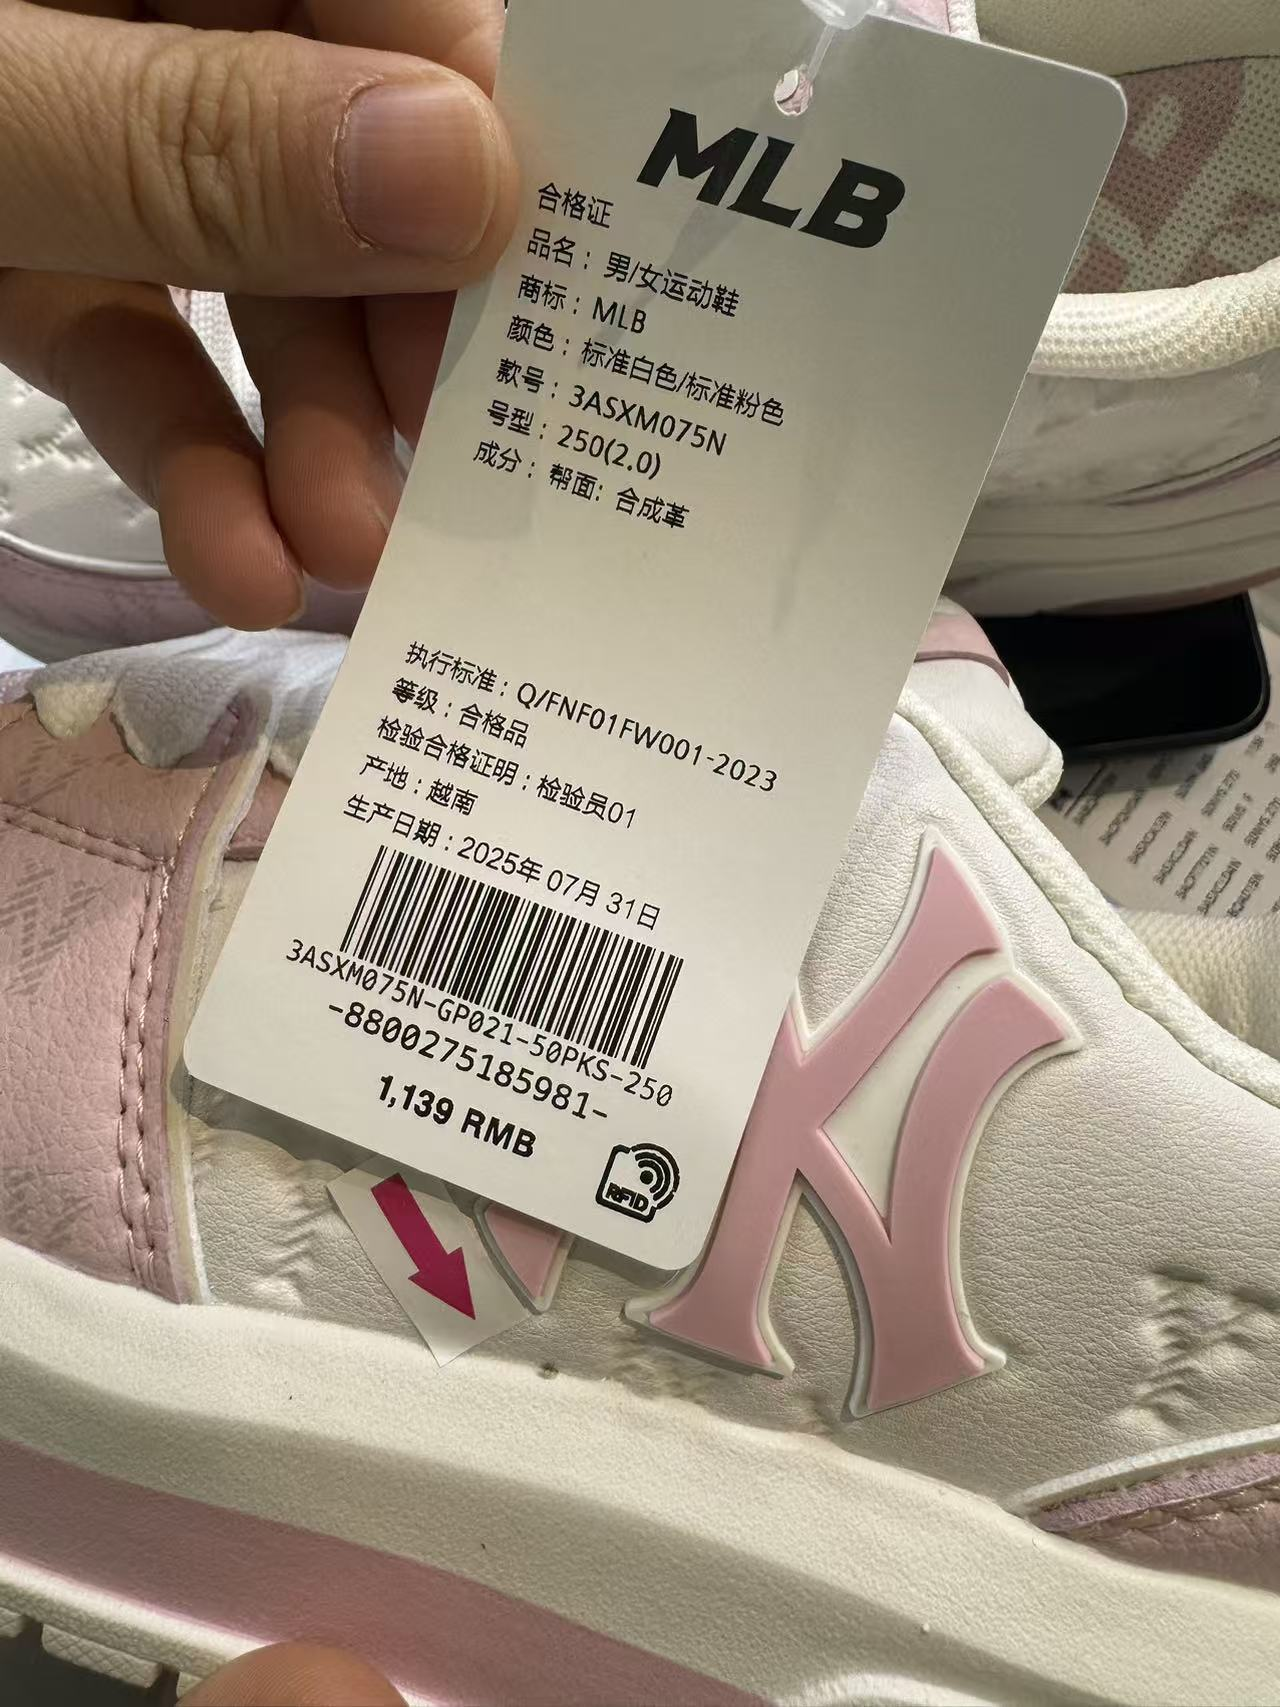 MLB
合格证
品名：男/女运动鞋
商标：MLB
颜色：标准白色/标准粉色
款号：3ASXM075N
号型：250(2.0)
成分：帮面：合成革
执行标准：Q/FNF01FW001-2023
等级：合格品
检验合格证明：检验员01
产地：越南
生产日期：2025年 07月 31日
3ASXM075N-GP021-50PKS-250
-8800275185981-
1,139 RMB
RFID
NY